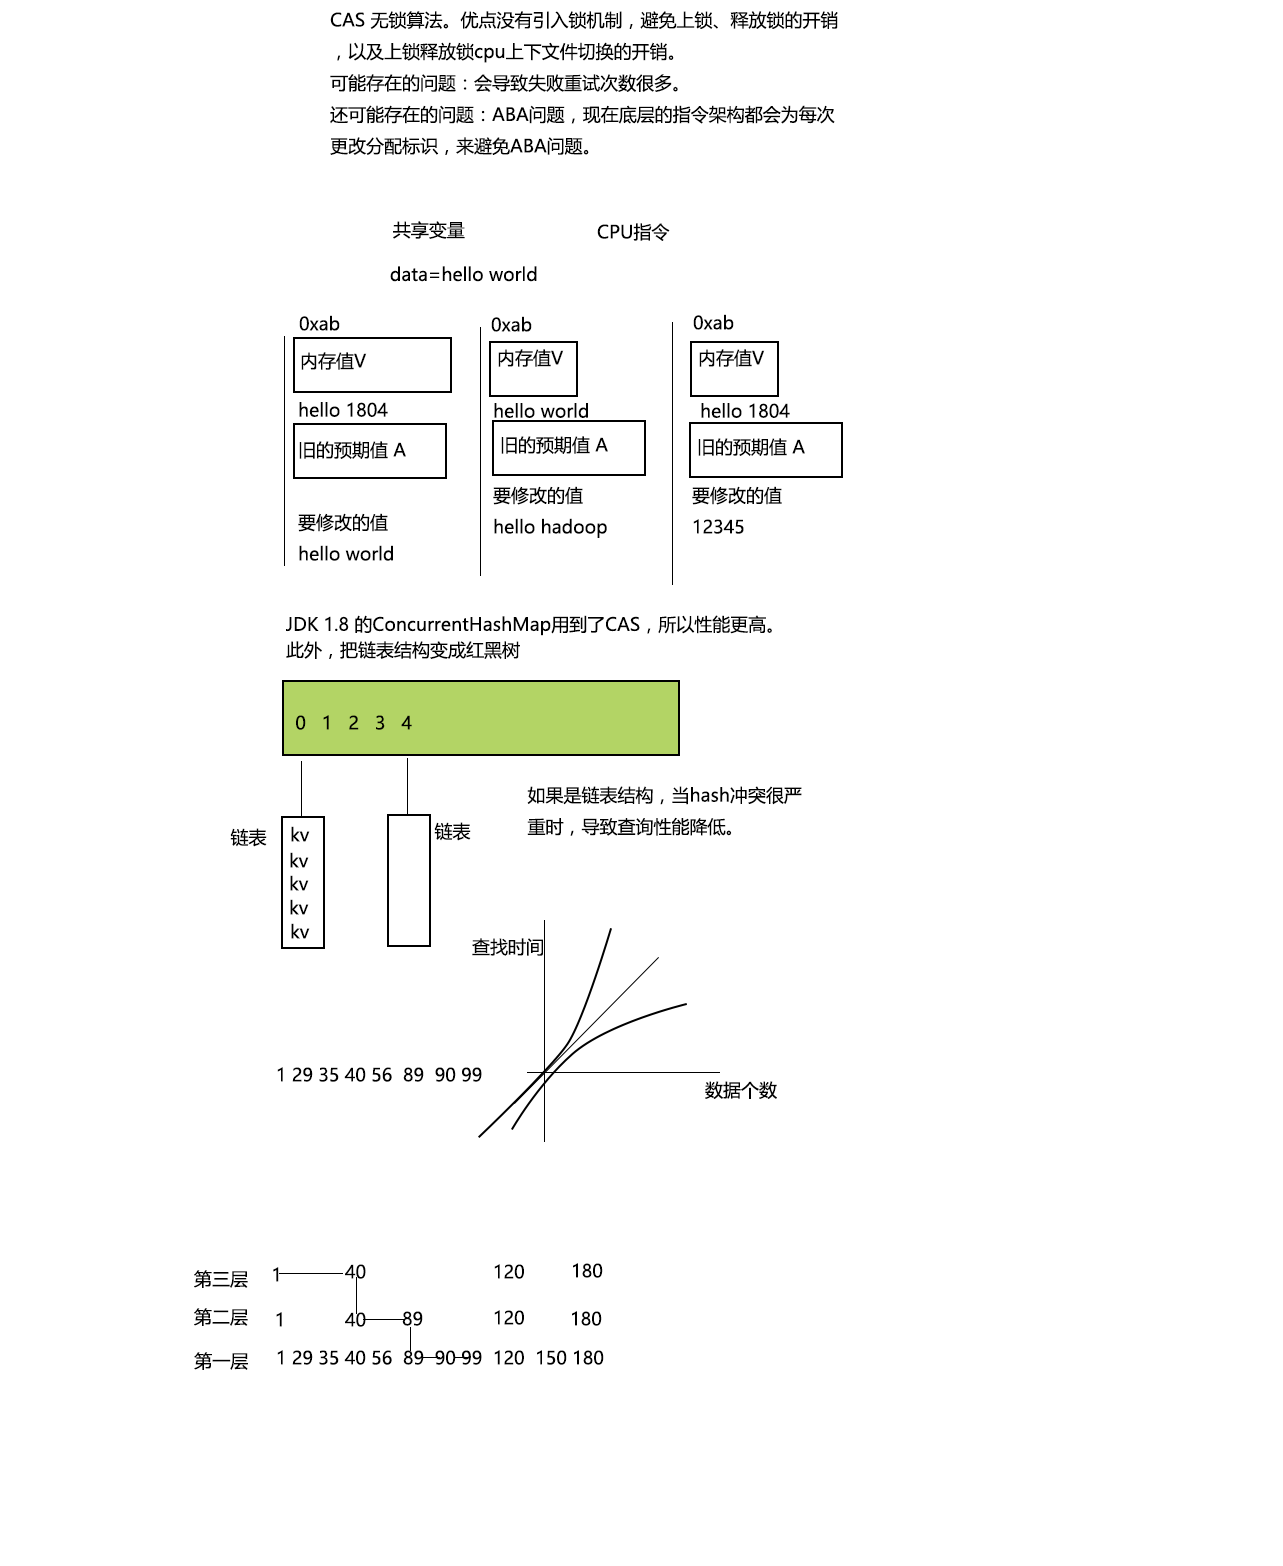 CAS 无锁算法。优点没有引入锁机制，避免上锁、释放锁的开销
，以及上锁释放锁cpu上下文件切换的开销。
可能存在的问题：会导致失败重试次数很多。
还可能存在的问题：ABA问题，现在底层的指令架构都会为每次
更改分配标识，来避免ABA问题。
共享变量
CPU指令
data=hello world
0xab
内存值V
hello 1804
旧的预期值 A
要修改的值
hello world
0xab
内存值V
hello world
旧的预期值 A
要修改的值
hello hadoop
0xab
内存值V
hello 1804
旧的预期值 A
要修改的值
12345
JDK 1.8 的ConcurrentHashMap用到了CAS，所以性能更高。
此外，把链表结构变成红黑树
0 1 2 3 4
链表
kv
kv
kv
kv
kv
链表
如果是链表结构，当hash冲突很严
重时，导致查询性能降低。
查找时间
数据个数
1 29 35 40 56 89 90 99
第三层 1 40 120 180
第二层 1 40 89 120 180
第一层 1 29 35 40 56 89 90 99 120 150 180